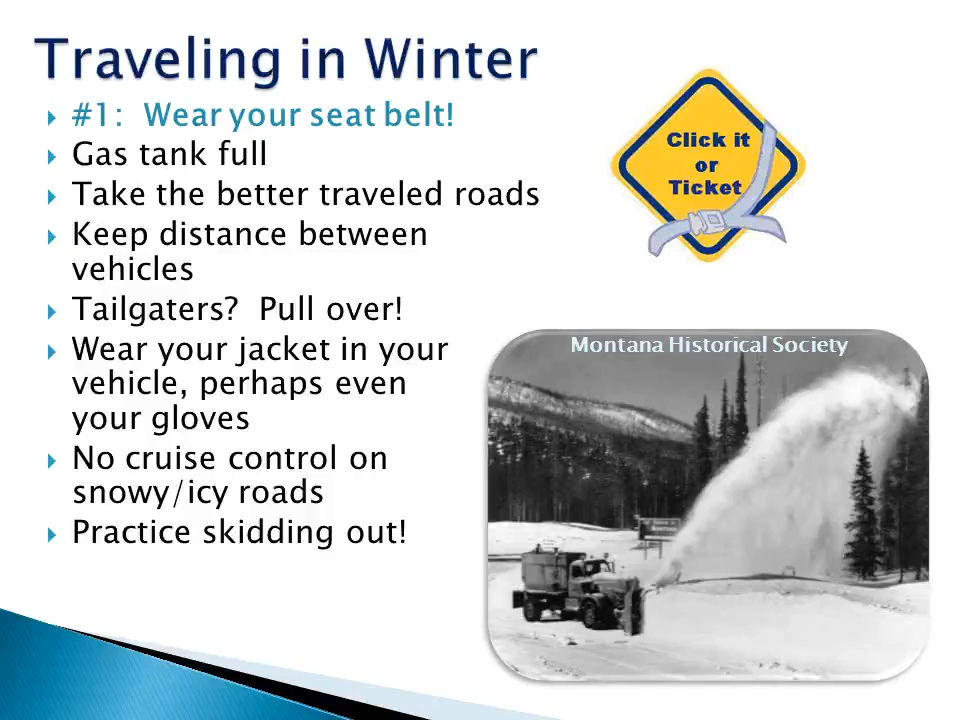 Traveling in Winter
#1: Wear your seat belt!
Gas tank full
Take the better traveled roads
Keep distance between
vehicles
Tailgaters? Pull over!
Wear your jacket in your
vehicle, perhaps even
your gloves
No cruise control on
snowy/icy roads
Practice skidding out!
Click it
or
Ticket
Montana Historical Society